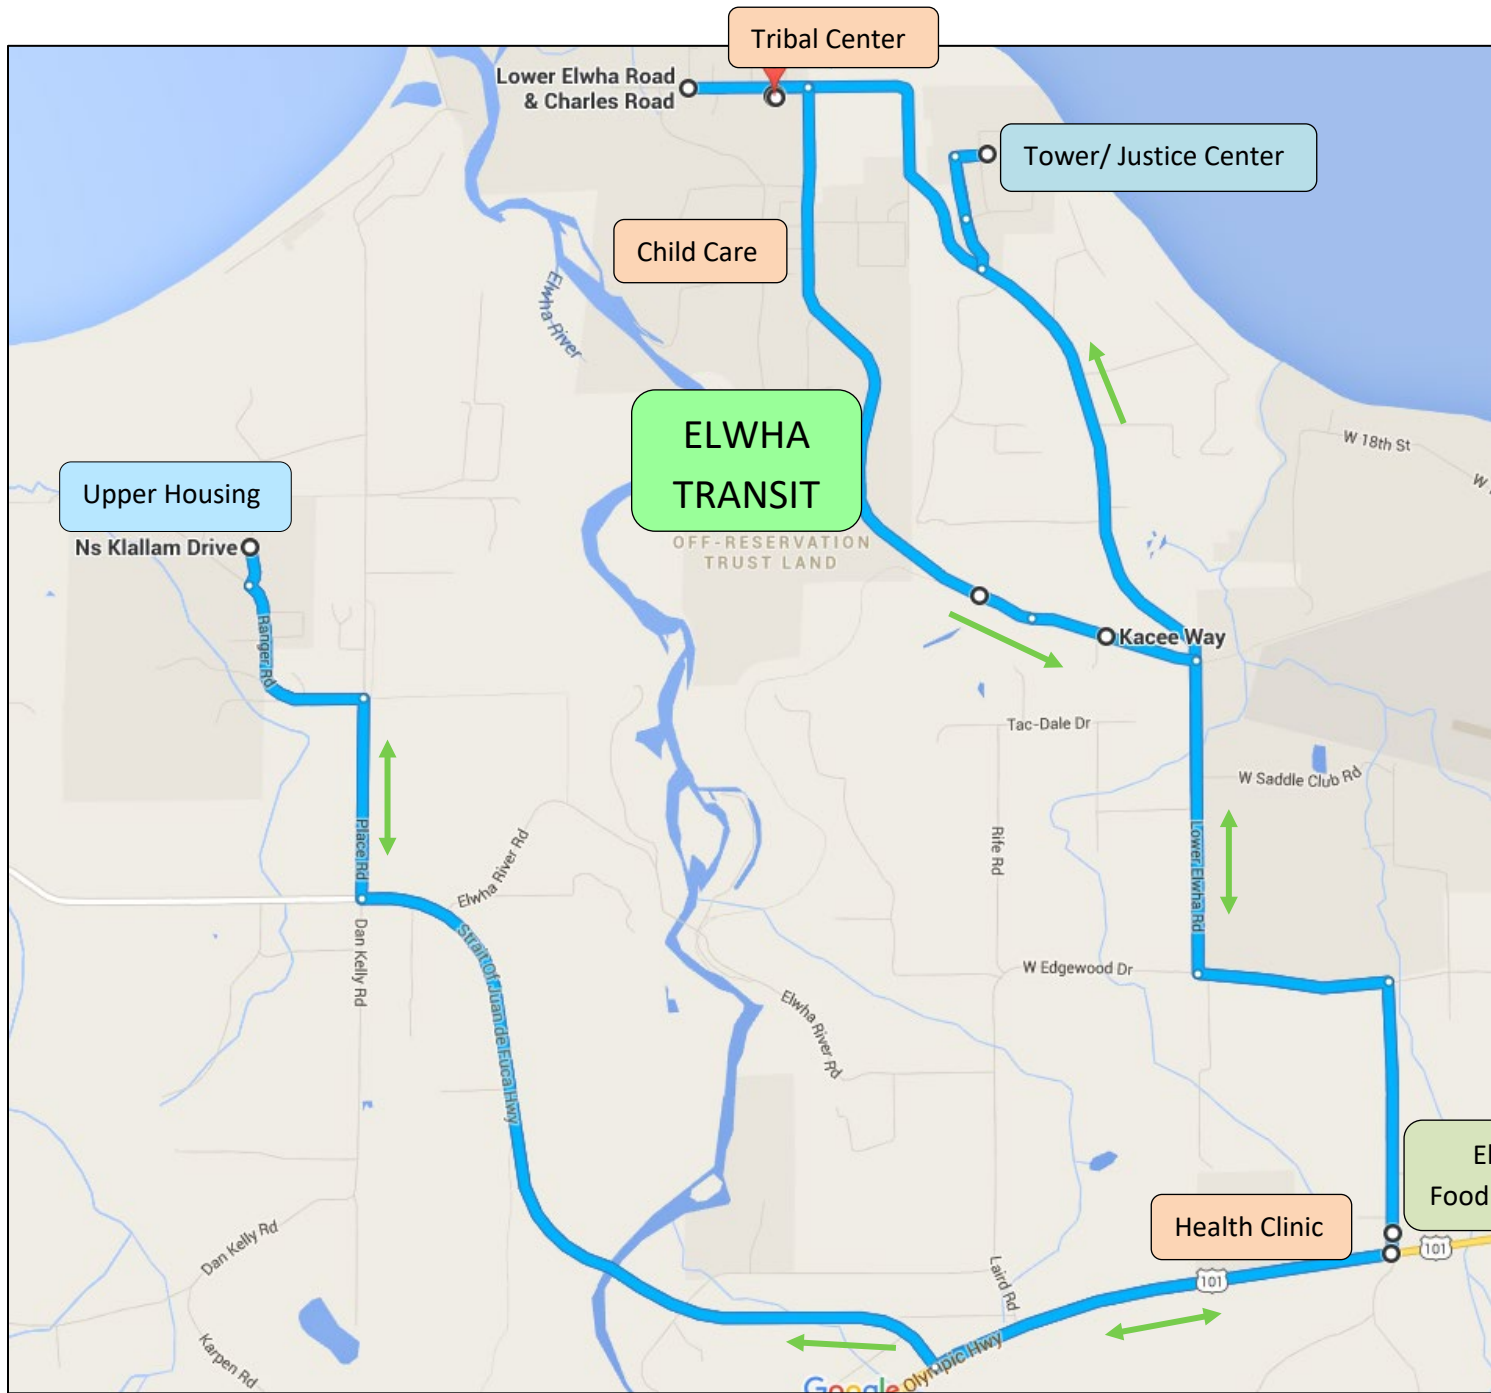 Tribal Center
Lower Elwha Road
& Charles Road
Tower/ Justice Center
Child Care
Elwha River
ELWHA
TRANSIT
W 18th St
Upper Housing
Ns Klallam Drive
OFF-RESERVATION
TRUST LAND
Kacee Way
Ranger Rd
Tac-Dale Dr
W Saddle Club Rd
Place Rd
Elwha River Rd
Rife Rd
Lower Elwha Rd
Dan Kelly Rd
Strait Of Juan de Fuca Hwy
W Edgewood Dr
Elwha River Rd
Food
Health Clinic
Dan Kelly Rd
Laird Rd
101
101
Karpen Rd
Google
Olympic Hwy